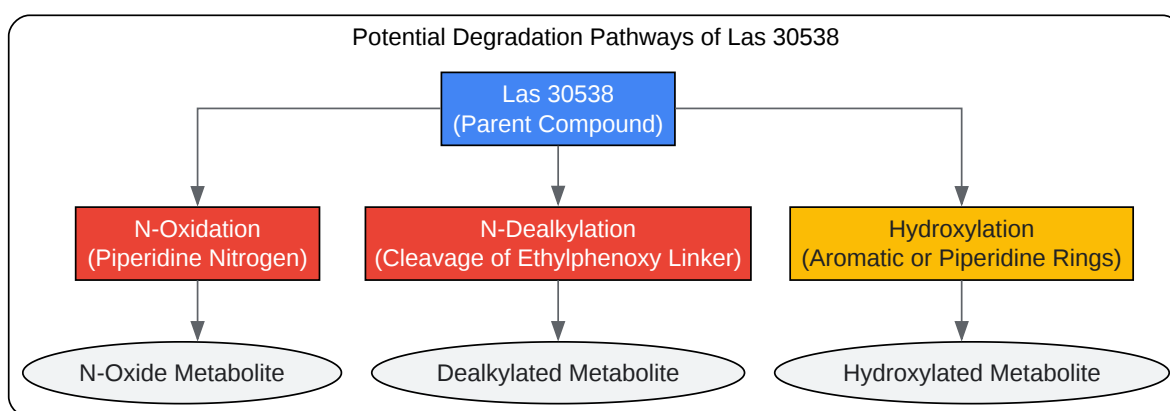 Potential Degradation Pathways of Las 30538
Las 30538
(Parent Compound)
N-Oxidation
(Piperidine Nitrogen)
N-Dealkylation
(Cleavage of Ethylphenoxy Linker)
Hydroxylation
(Aromatic or Piperidine Rings)
N-Oxide Metabolite
Dealkylated Metabolite
Hydroxylated Metabolite